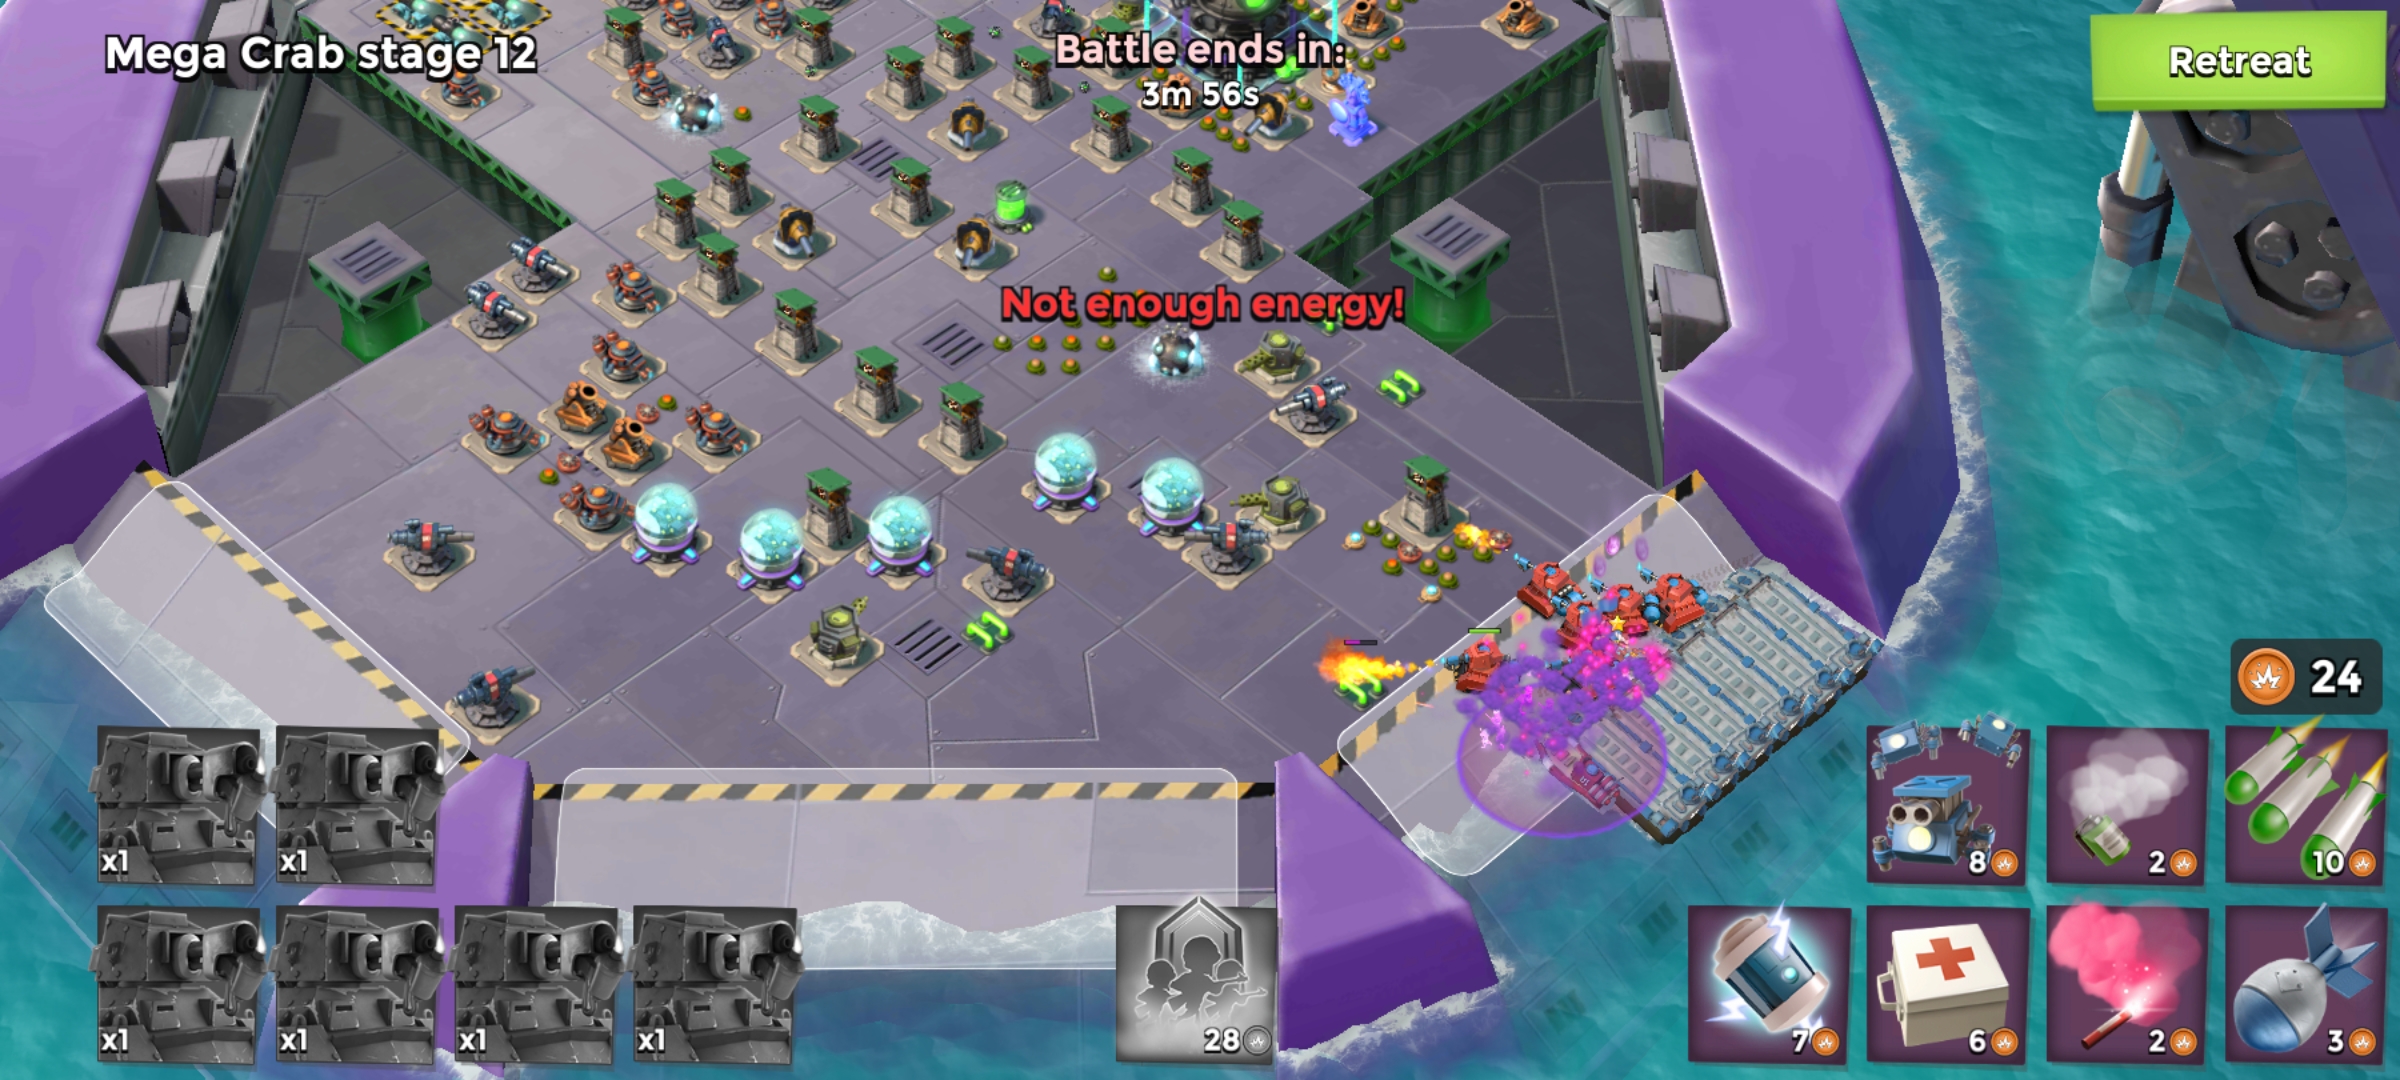 Mega Crab stage 12
Battle ends in:
3m 56s
Retreat
Not enough energy!
24
x1
x1
8
2
10
x1
x1
x1
x1
28
7
6
2
3